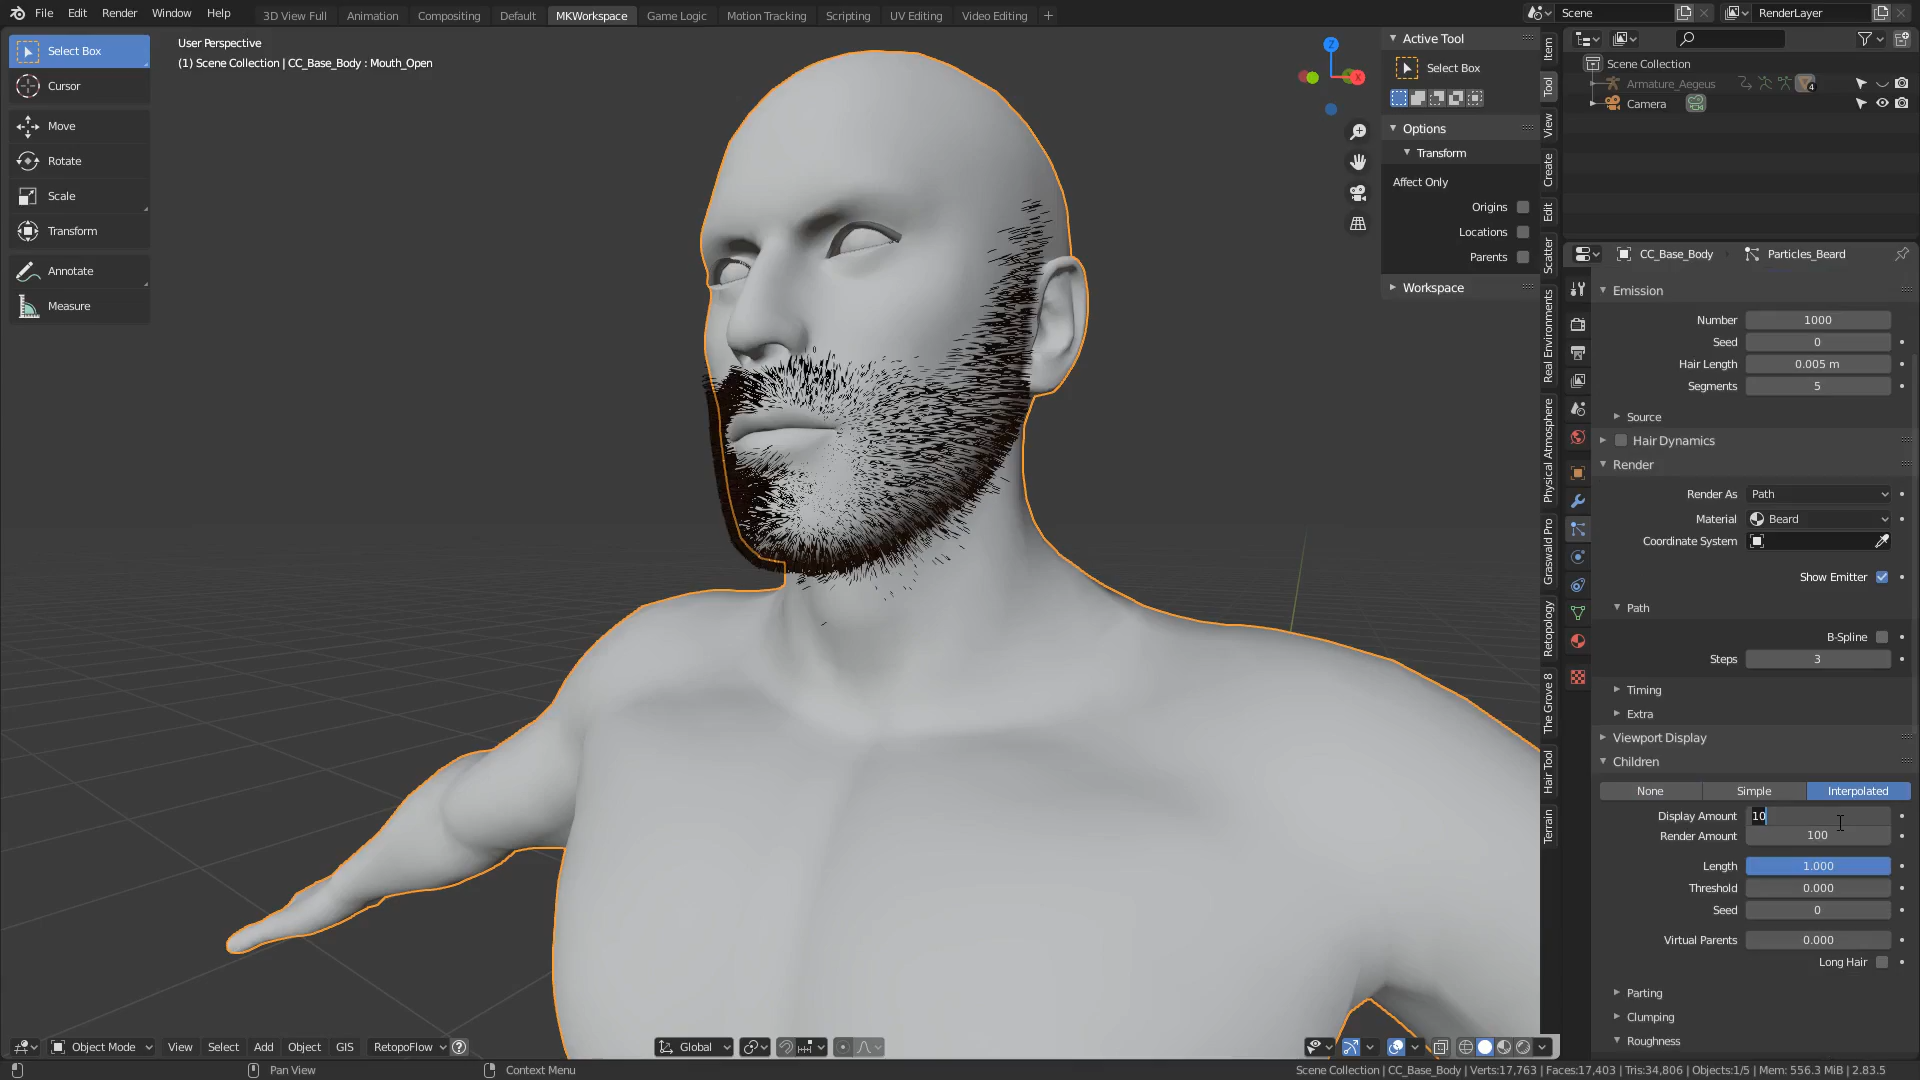 File Edit Render Window Help 3D View Full Animation Compositing Default MKWorkspace Game Logic Motion Tracking Scripting UV Editing Video Editing + Scene RenderLayer
Select Box
Cursor
Move
Rotate
Scale
Transform
Annotate
Measure
User Perspective
(1) Scene Collection | CC_Base_Body : Mouth_Open
Z
X
Active Tool
Select Box
Options
Transform
Affect Only
Origins
Locations
Parents
Workspace
Item
Tool
View
Create
Edit
Scatter
Real Environments
Physical Atmosphere
Graswald Pro
Retopology
The Grove 8
Hair Tool
Terrain
Scene Collection
Armature_Aegeus 4
Camera
CC_Base_Body Particles_Beard
Emission
Number 1000
Seed 0
Hair Length 0.005 m
Segments 5
Source
Hair Dynamics
Render
Render As Path
Material Beard
Coordinate System
Show Emitter
Path
B-Spline
Steps 3
Timing
Extra
Viewport Display
Children
None Simple Interpolated
Display Amount 10
Render Amount 100
Length 1.000
Threshold 0.000
Seed 0
Virtual Parents 0.000
Long Hair
Parting
Clumping
Roughness
Object Mode View Select Add Object GIS RetopoFlow ? Global
Pan View Context Menu Scene Collection | CC_Base_Body | Verts:17,763 | Faces:17,403 | Tris:34,806 | Objects:1/5 | Mem: 556.3 MiB | 2.83.5